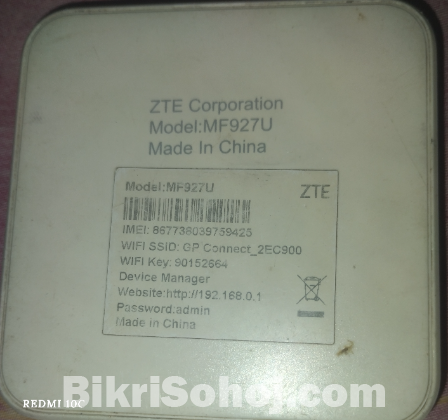 ZTE Corporation
Model:MF927U
Made In China
Model:MF927U
ZTE
IMEI: 867738039759425
WIFI SSID: GP Connect_2EC900
WIFI Key: 90152664
Device Manager
Website:http://192.168.0.1
Password:admin
Made in China
REDMI 10C
BikriSohoj.com